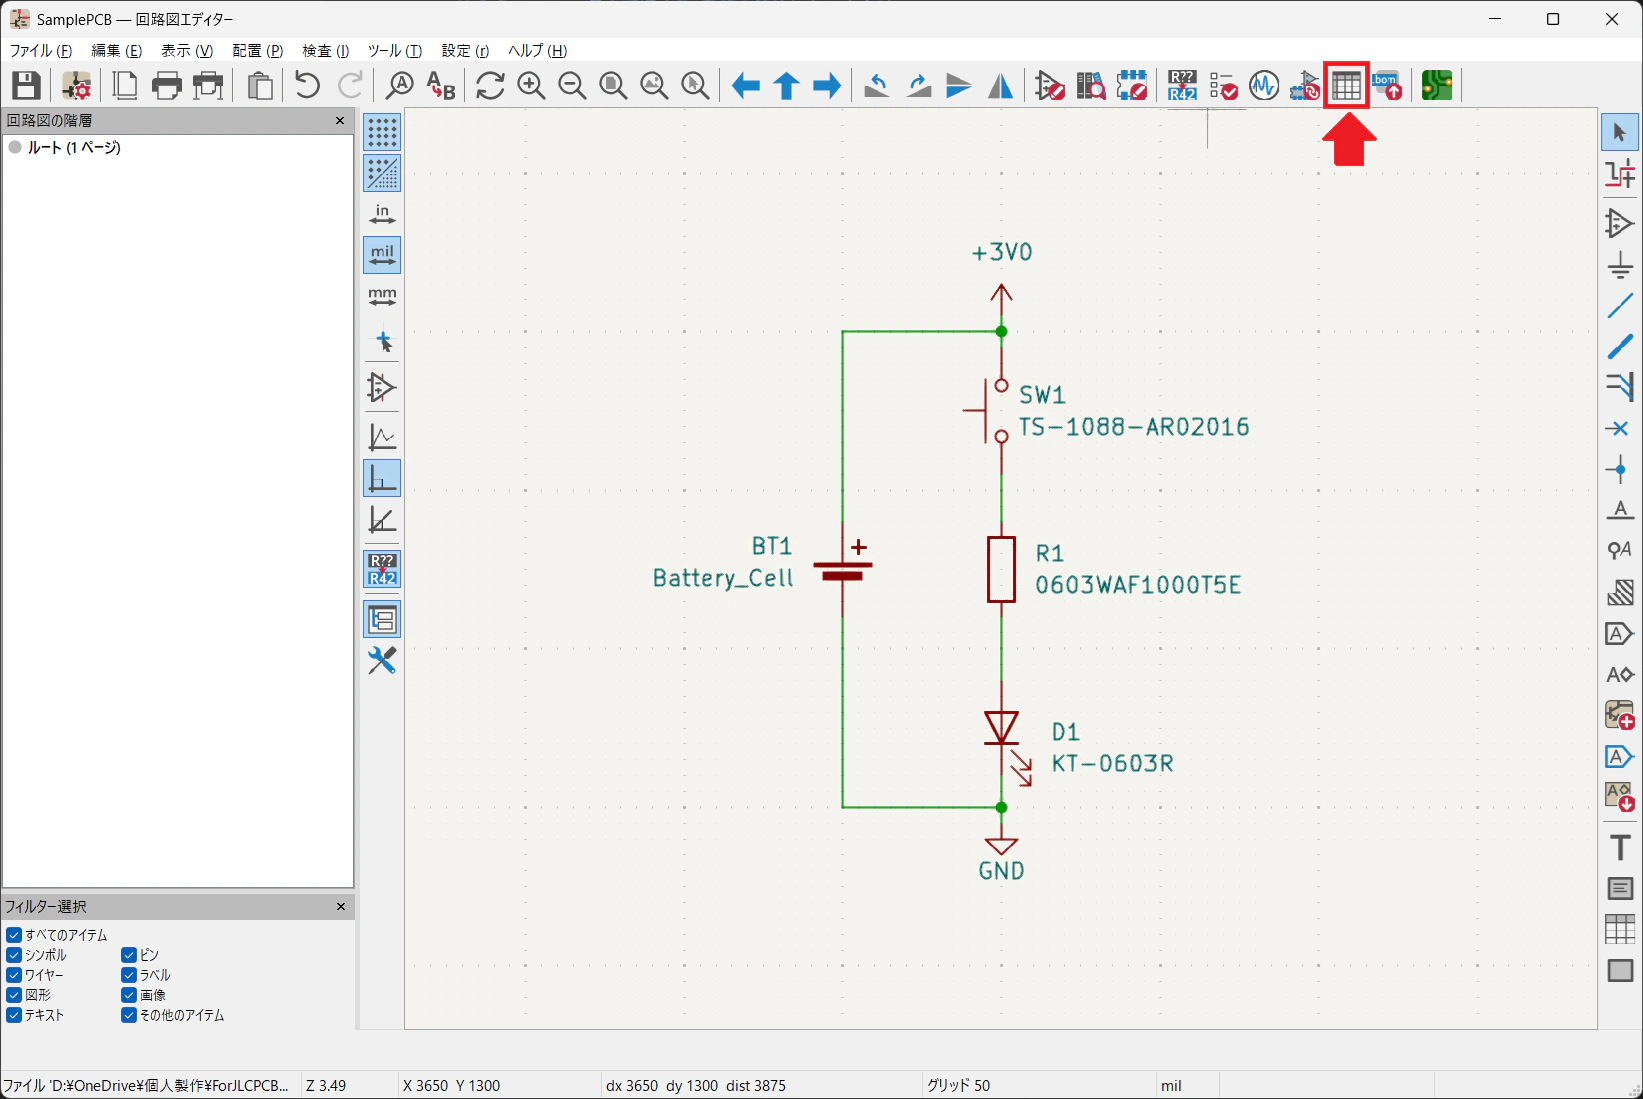 SamplePCB — 回路図エディター
ファイル (F) 編集 (E) 表示 (V) 配置 (P) 検査 (I) ツール (T) 設定 (r) ヘルプ (H)
A
A B
R??
R42
.bom
回路図の階層
ルート (1 ページ)
in
mil
mm
R??
R42
+3V0
SW1
TS-1088-AR02016
BT1
Battery_Cell
+
R1
0603WAF1000T5E
D1
KT-0603R
GND
A
A
A
A
A
A
T
フィルター選択
すべてのアイテム
シンボル ピン
ワイヤー ラベル
図形 画像
テキスト その他のアイテム
ファイル 'D:¥OneDrive¥個人製作¥ForJLCPCB... Z 3.49 X 3650 Y 1300 dx 3650 dy 1300 dist 3875 グリッド 50 mil